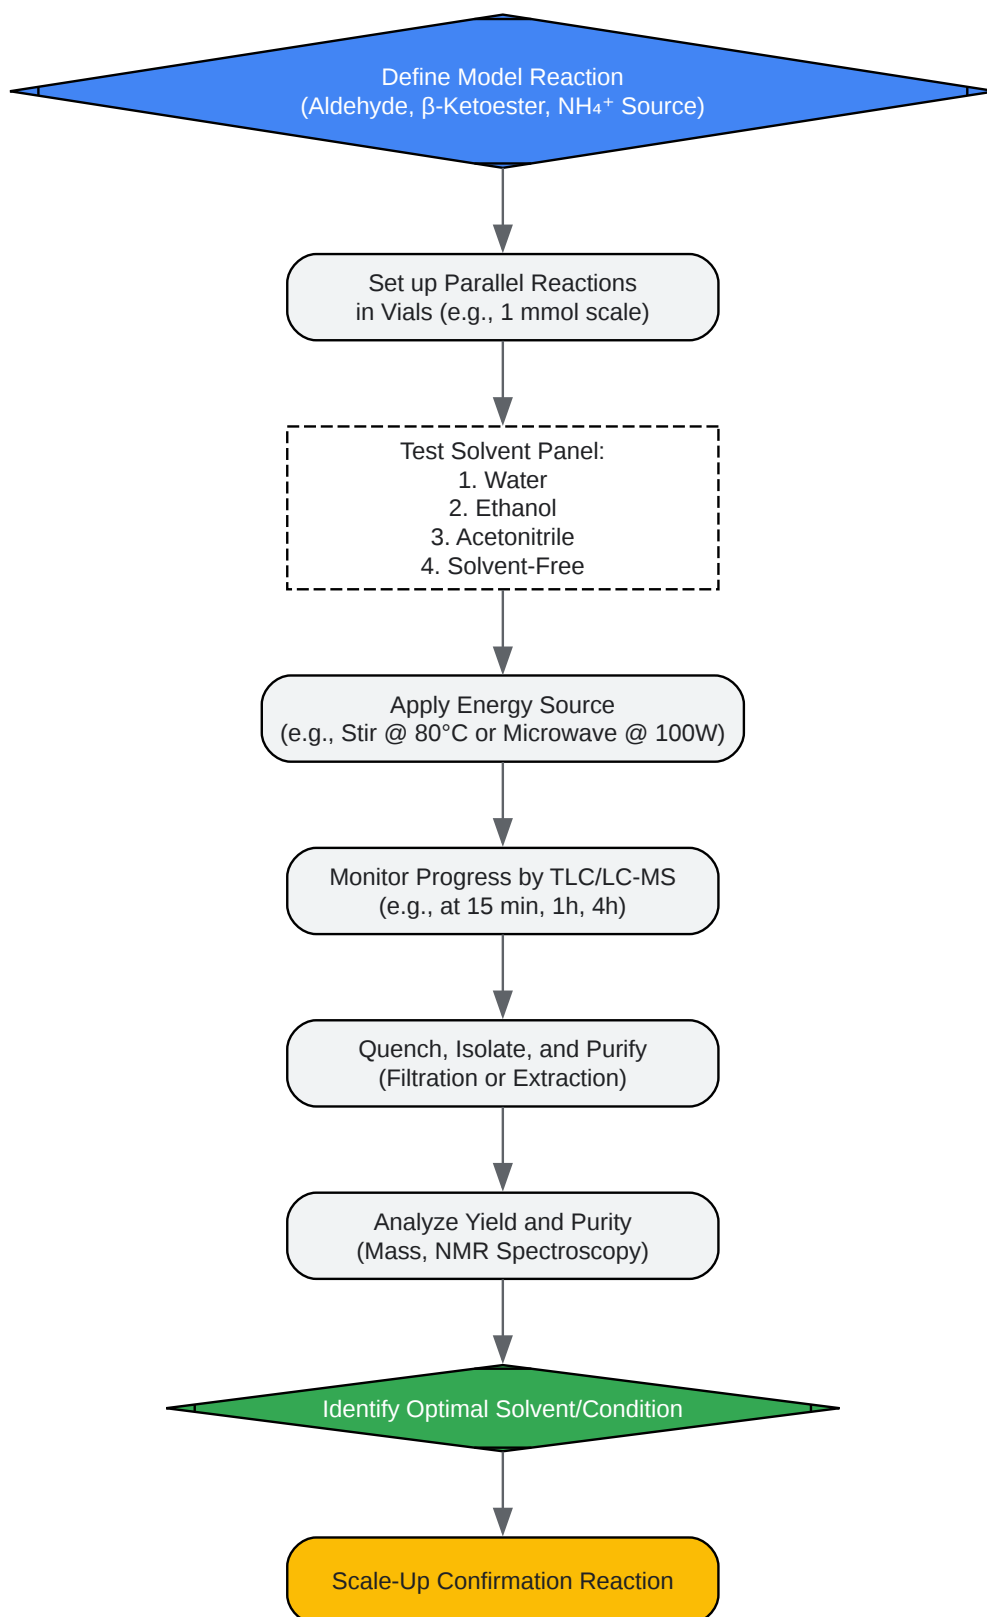 Define Model Reaction
(Aldehyde, β-Ketoester, NH₄⁺ Source)
Set up Parallel Reactions
in Vials (e.g., 1 mmol scale)
Test Solvent Panel:
1. Water
2. Ethanol
3. Acetonitrile
4. Solvent-Free
Apply Energy Source
(e.g., Stir @ 80°C or Microwave @ 100W)
Monitor Progress by TLC/LC-MS
(e.g., at 15 min, 1h, 4h)
Quench, Isolate, and Purify
(Filtration or Extraction)
Analyze Yield and Purity
(Mass, NMR Spectroscopy)
Identify Optimal Solvent/Condition
Scale-Up Confirmation Reaction